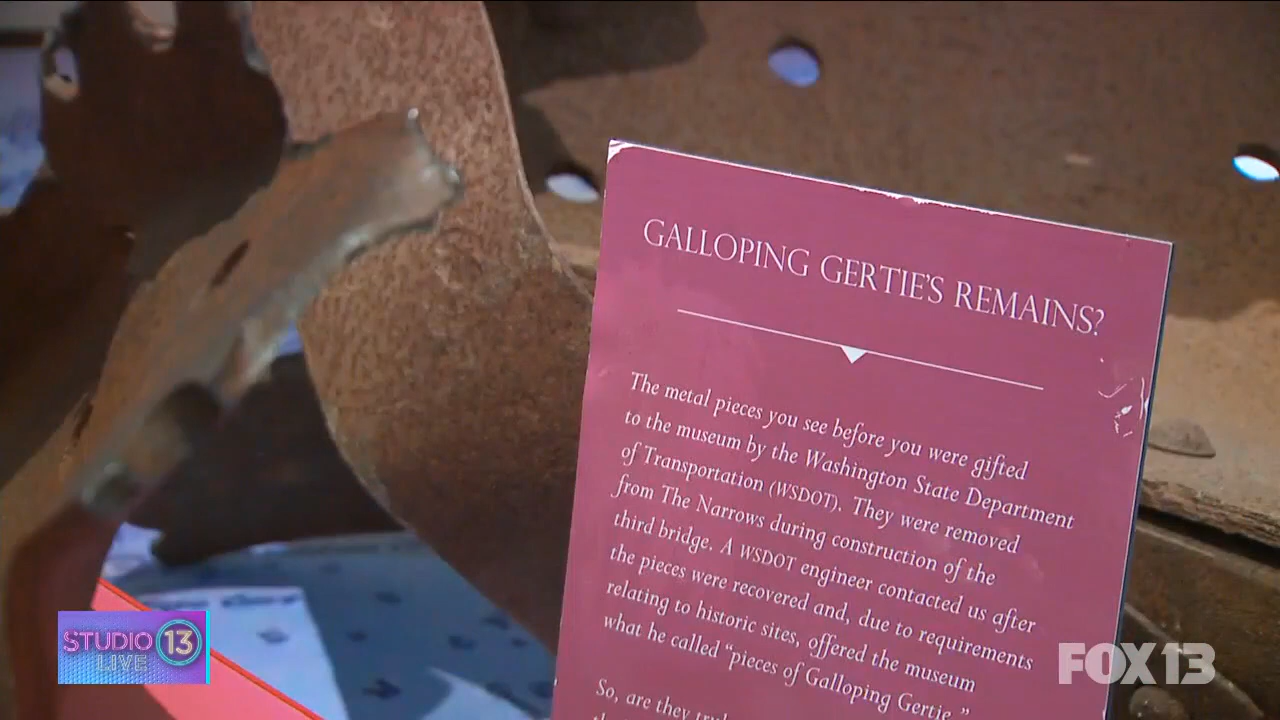 GALLOPING GERTIE'S REMAINS?
The metal pieces you see before you were gifted
to the museum by the Washington State Department
of Transportation (WSDOT). They were removed
from The Narrows during construction of the
third bridge. A WSDOT engineer contacted us after
the pieces were recovered and, due to requirements
relating to historic sites, offered the museum
what he called “pieces of Galloping Gertie.”
So, are they
STUDIO 13
LIVE
FOX13